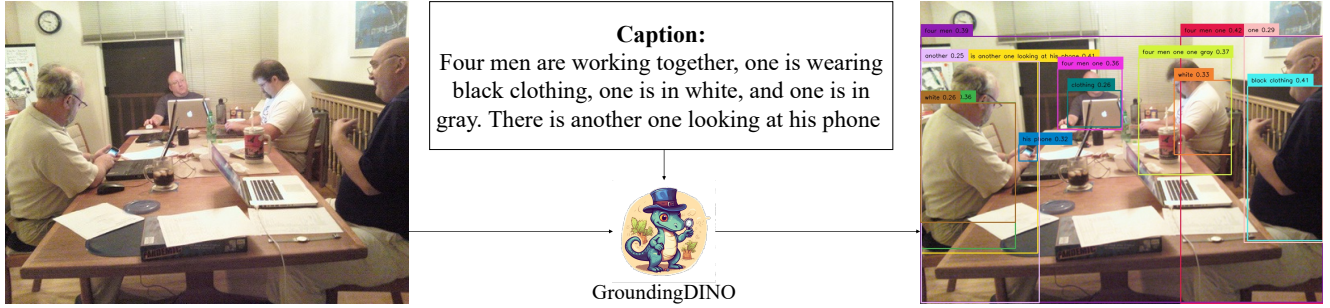 Caption:
Four men are working together, one is wearing
black clothing, one is in white, and one is in
gray. There is another one looking at his phone
GroundingDINO
four men 0.39
four men one 0.42
one 0.29
another 0.25
is another one looking at his phone 0.41
four men one gray 0.37
four men one 0.36
white 0.33
black clothing 0.41
clothing 0.26
white 0.26
0.36
his phone 0.32